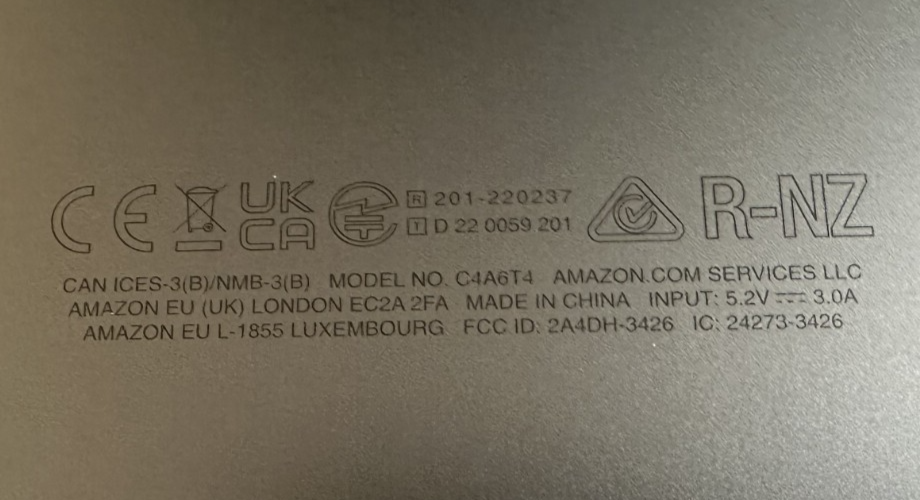 CE UK CA R 201-220237 R-NZ
T D 22 0059 201
CAN ICES-3(B)/NMB-3(B) MODEL NO. C4A6T4 AMAZON.COM SERVICES LLC
AMAZON EU (UK) LONDON EC2A 2FA MADE IN CHINA INPUT: 5.2V ⎓ 3.0A
AMAZON EU L-1855 LUXEMBOURG FCC ID: 2A4DH-3426 IC: 24273-3426